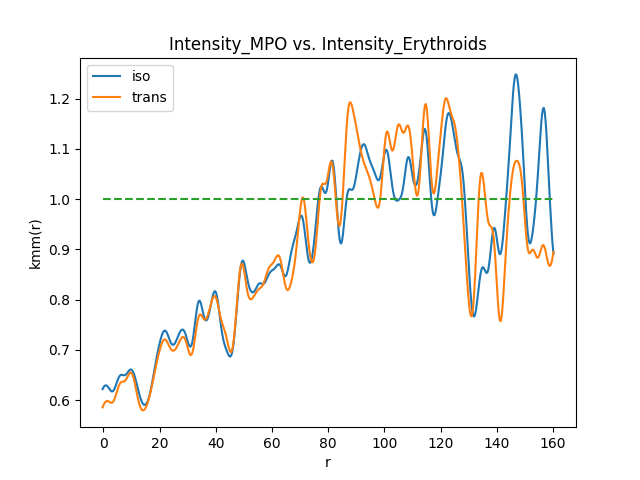 Intensity_MPO vs. Intensity_Erythroids
iso
trans
1.2
1.1
1.0
0.9
0.8
0.7
0.6
kmm(r)
0 20 40 60 80 100 120 140 160
r